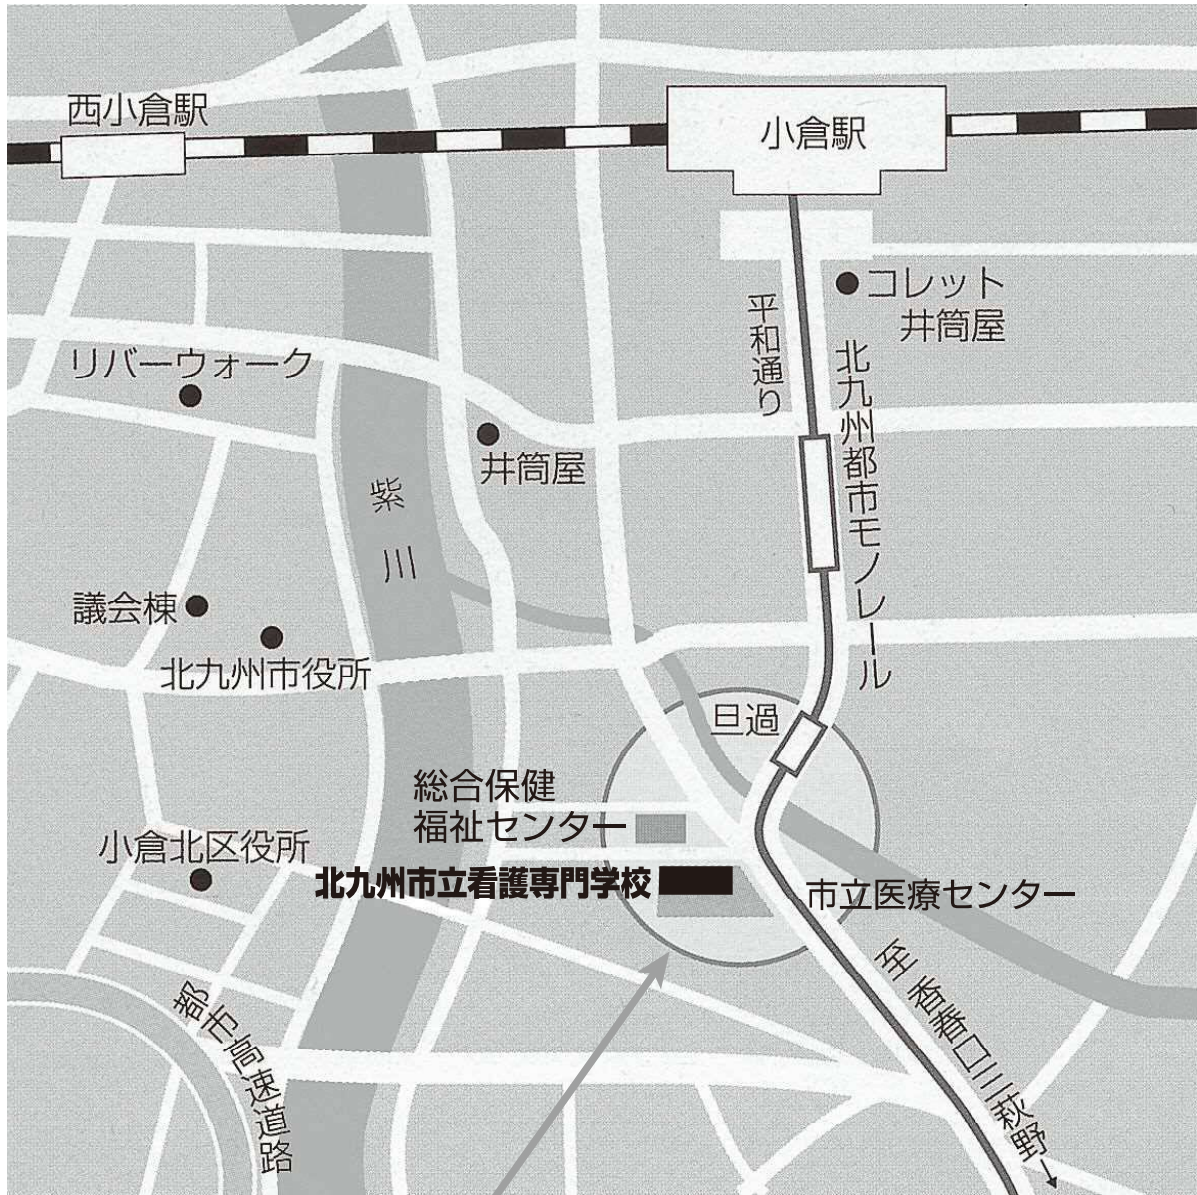 西小倉駅
小倉駅
コレット
井筒屋
平和通り
北九州都市モノレール
リバーウォーク
井筒屋
紫川
議会棟
北九州市役所
旦過
総合保健
福祉センター
小倉北区役所
北九州市立看護専門学校
市立医療センター
至香春口三萩野
都市高速道路